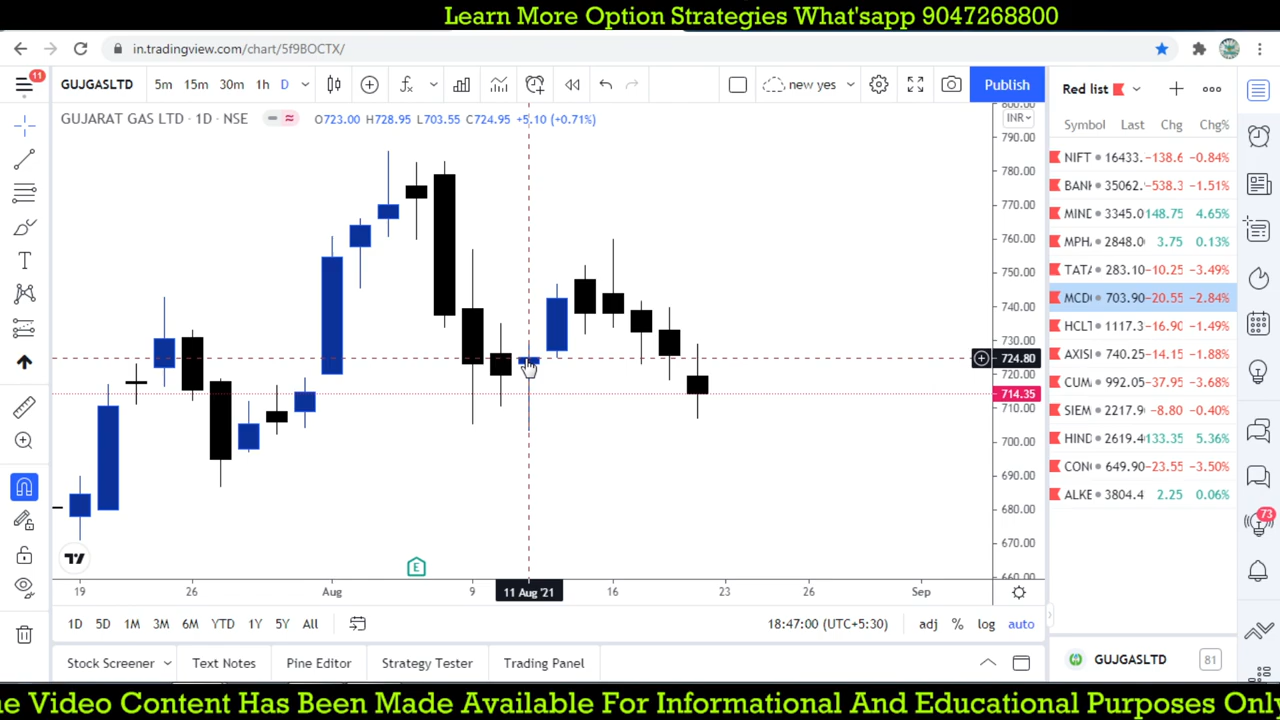 Learn More Option Strategies What'sapp 9047268800
in.tradingview.com/chart/5f9BOCTX/
11
GUJGASLTD 5m 15m 30m 1h D new yes Publish
Red list
GUJARAT GAS LTD · 1D · NSE O723.00 H728.95 L703.55 C724.95 +5.10 (+0.71%)
INR
Symbol Last Chg Chg%
NIFT 16433. -138.6 -0.84%
BANK 35062. -538.3 -1.51%
MIND 3345.0 148.75 4.65%
MPH 2848.0 3.75 0.13%
TATA 283.10 -10.25 -3.49%
MCD 703.90 -20.55 -2.84%
HCLT 1117.3 -16.90 -1.49%
AXIS 740.25 -14.15 -1.88%
CUM 992.05 -37.95 -3.68%
SIEM 2217.9 -8.80 -0.40%
HIND 2619.4 133.35 5.36%
CON 649.90 -23.55 -3.50%
ALKE 3804.4 2.25 0.06%
800.00
790.00
780.00
770.00
760.00
750.00
740.00
730.00
724.80
720.00
714.35
710.00
700.00
690.00
680.00
670.00
660.00
73
E
19 26 Aug 9 11 Aug '21 16 23 26 Sep
1D 5D 1M 3M 6M YTD 1Y 5Y All 18:47:00 (UTC+5:30) adj % log auto
Stock Screener Text Notes Pine Editor Strategy Tester Trading Panel
GUJGASLTD 81
e Video Content Has Been Made Available For Informational And Educational Purposes Only